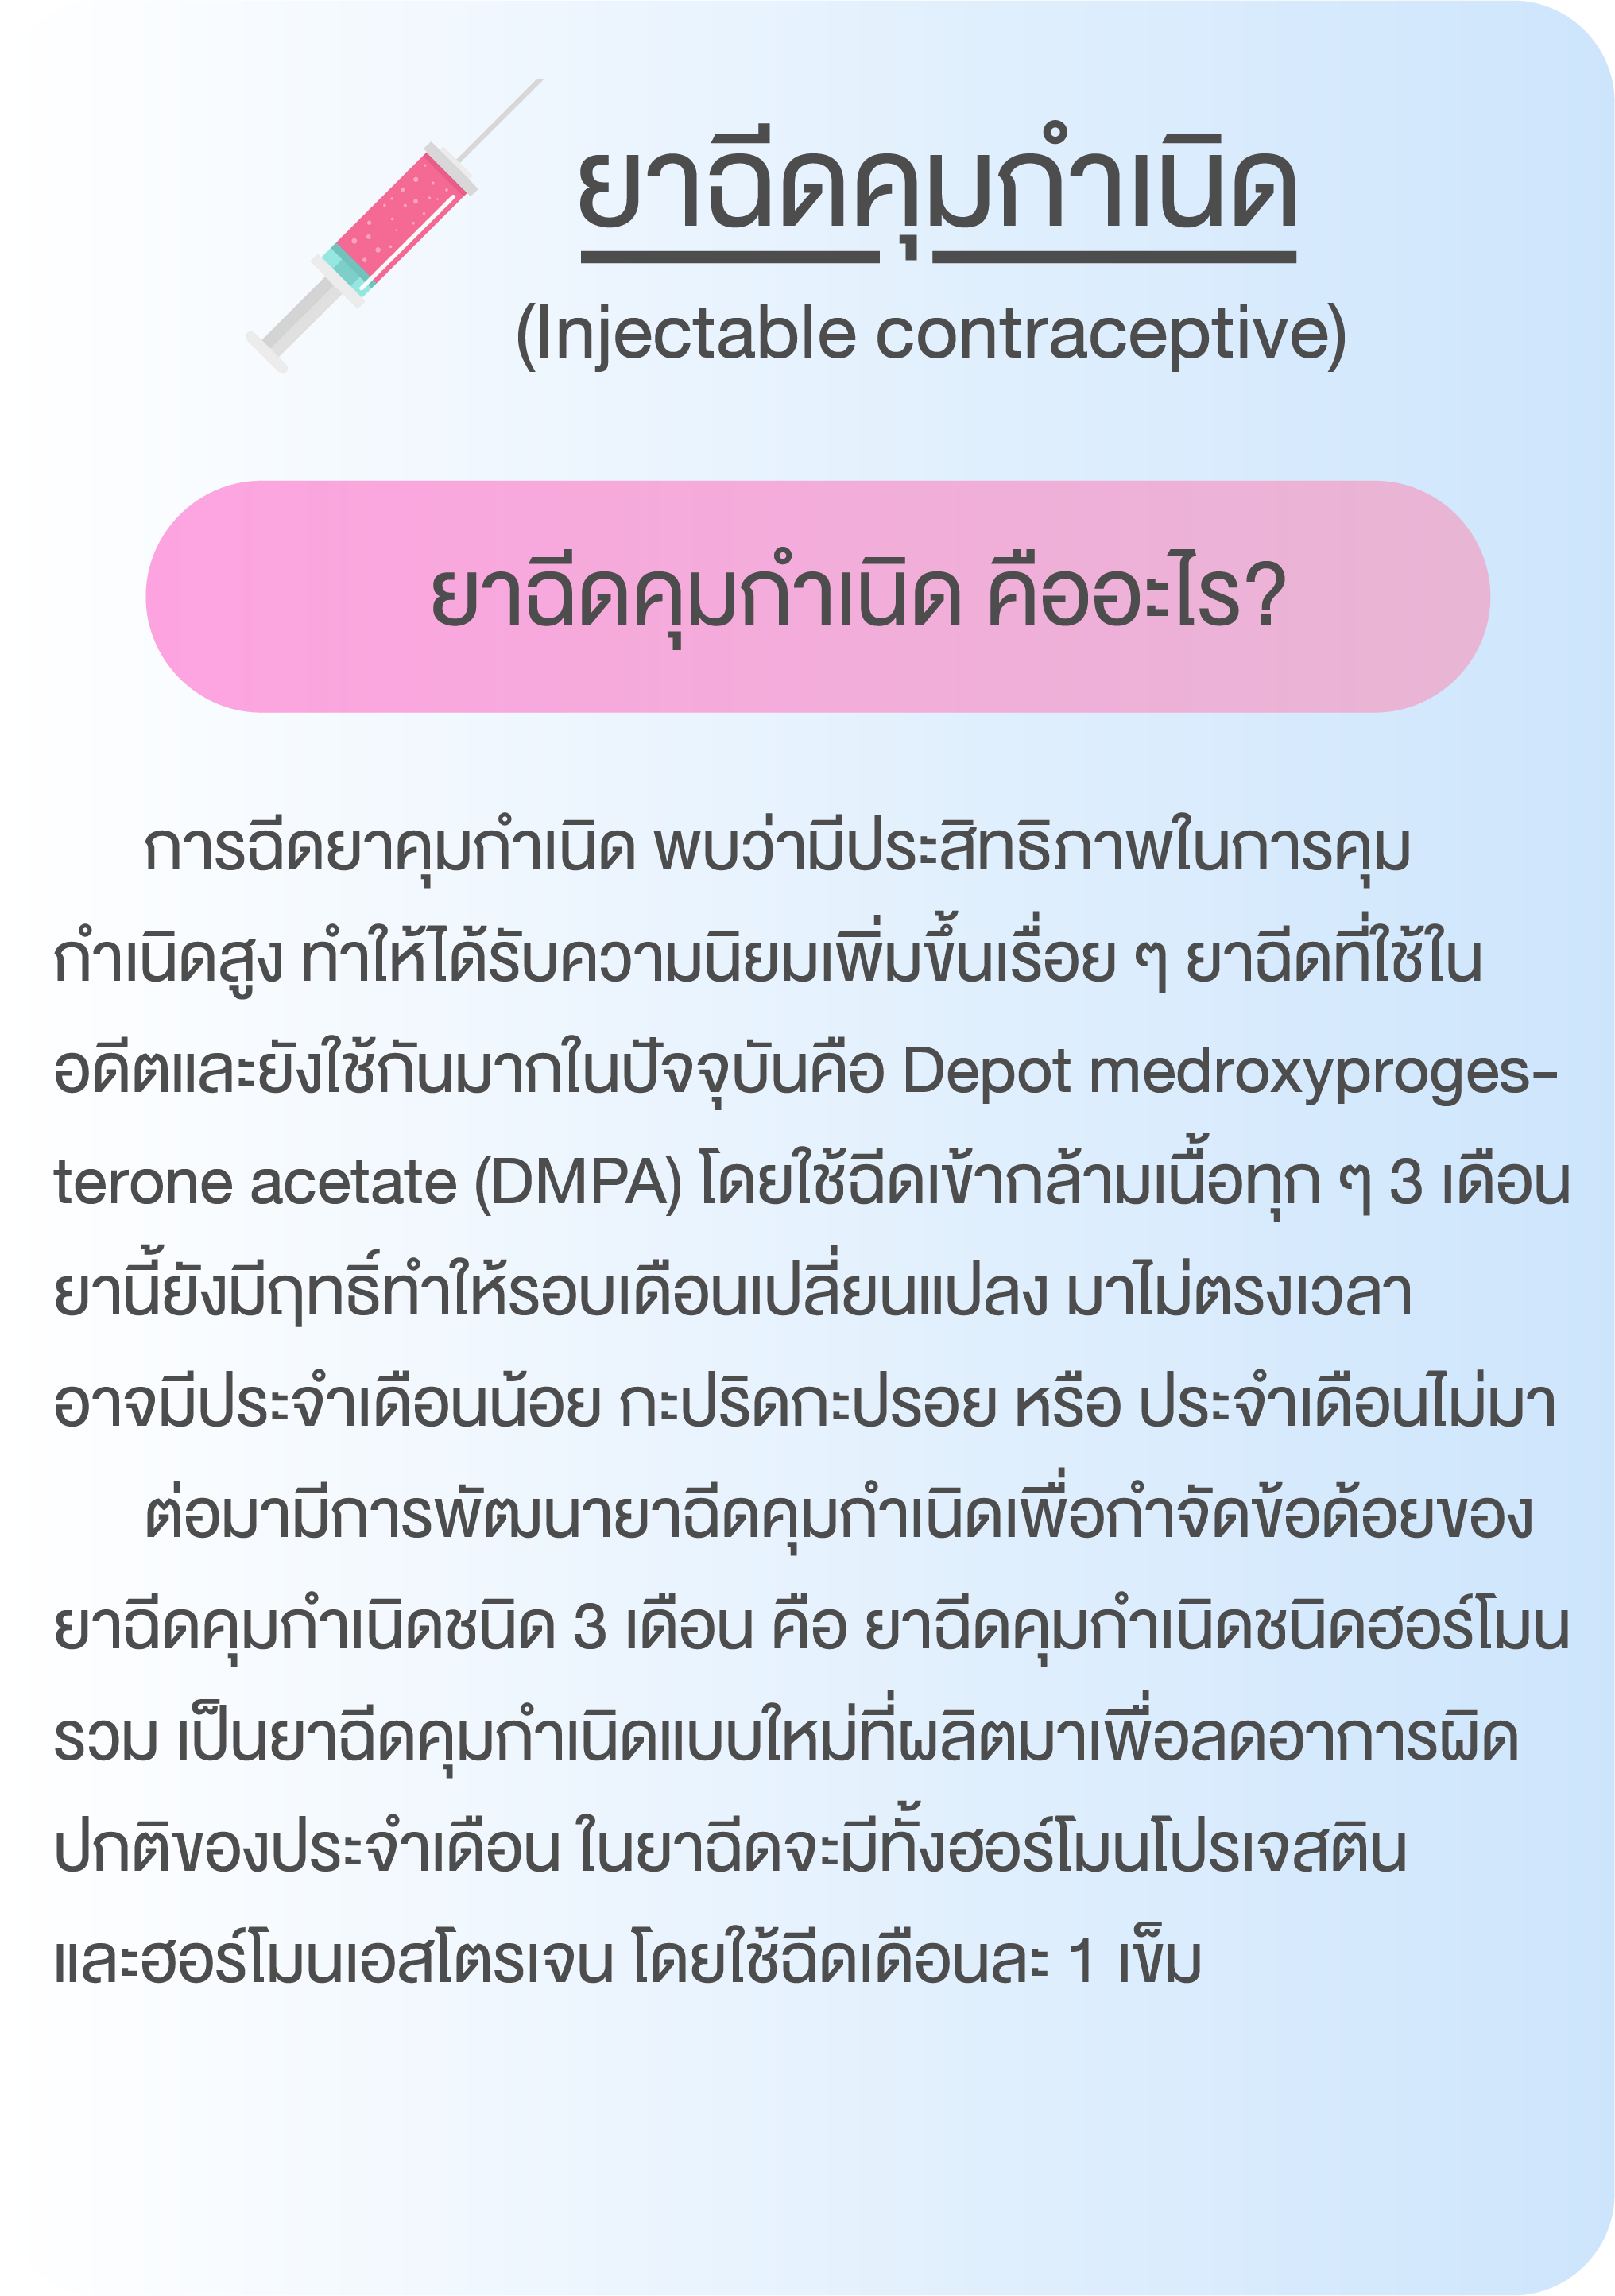 ยาฉีดคุมกำเนิด
(Injectable contraceptive)
ยาฉีดคุมกำเนิด คืออะไร?
การฉีดยาคุมกำเนิด พบว่ามีประสิทธิภาพในการคุม
กำเนิดสูง ทำให้ได้รับความนิยมเพิ่มขึ้นเรื่อย ๆ ยาฉีดที่ใช้ใน
อดีตและยังใช้กันมากในปัจจุบันคือ Depot medroxyproges-
terone acetate (DMPA) โดยใช้ฉีดเข้ากล้ามเนื้อทุก ๆ 3 เดือน
ยานี้ยังมีฤทธิ์ทำให้รอบเดือนเปลี่ยนแปลง มาไม่ตรงเวลา
อาจมีประจำเดือนน้อย กะปริดกะปรอย หรือ ประจำเดือนไม่มา
ต่อมามีการพัฒนายาฉีดคุมกำเนิดเพื่อกำจัดข้อด้อยของ
ยาฉีดคุมกำเนิดชนิด 3 เดือน คือ ยาฉีดคุมกำเนิดชนิดฮอร์โมน
รวม เป็นยาฉีดคุมกำเนิดแบบใหม่ที่ผลิตมาเพื่อลดอาการผิด
ปกติของประจำเดือน ในยาฉีดจะมีทั้งฮอร์โมนโปรเจสติน
และฮอร์โมนเอสโตรเจน โดยใช้ฉีดเดือนละ 1 เข็ม